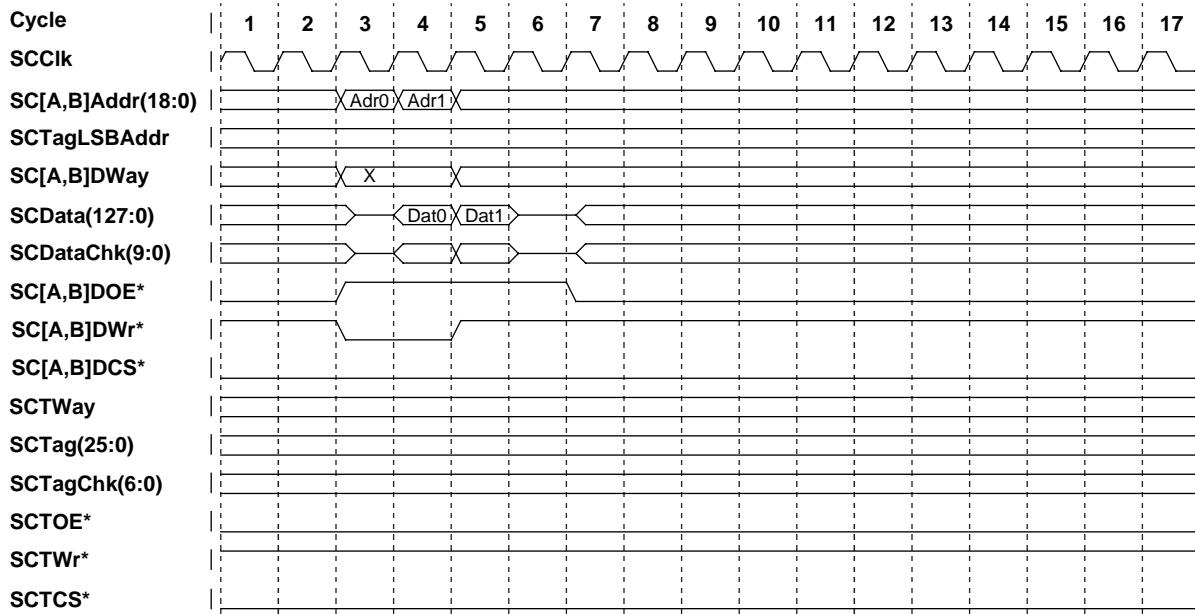 Cycle 1 2 3 4 5 6 7 8 9 10 11 12 13 14 15 16 17
SCClk
SC[A,B]Addr(18:0) Adr0 Adr1
SCTagLSBAddr
SC[A,B]DWay X
SCData(127:0) Dat0 Dat1
SCDataChk(9:0)
SC[A,B]DOE*
SC[A,B]DWr*
SC[A,B]DCS*
SCTWay
SCTag(25:0)
SCTagChk(6:0)
SCTOE*
SCTWr*
SCTCS*